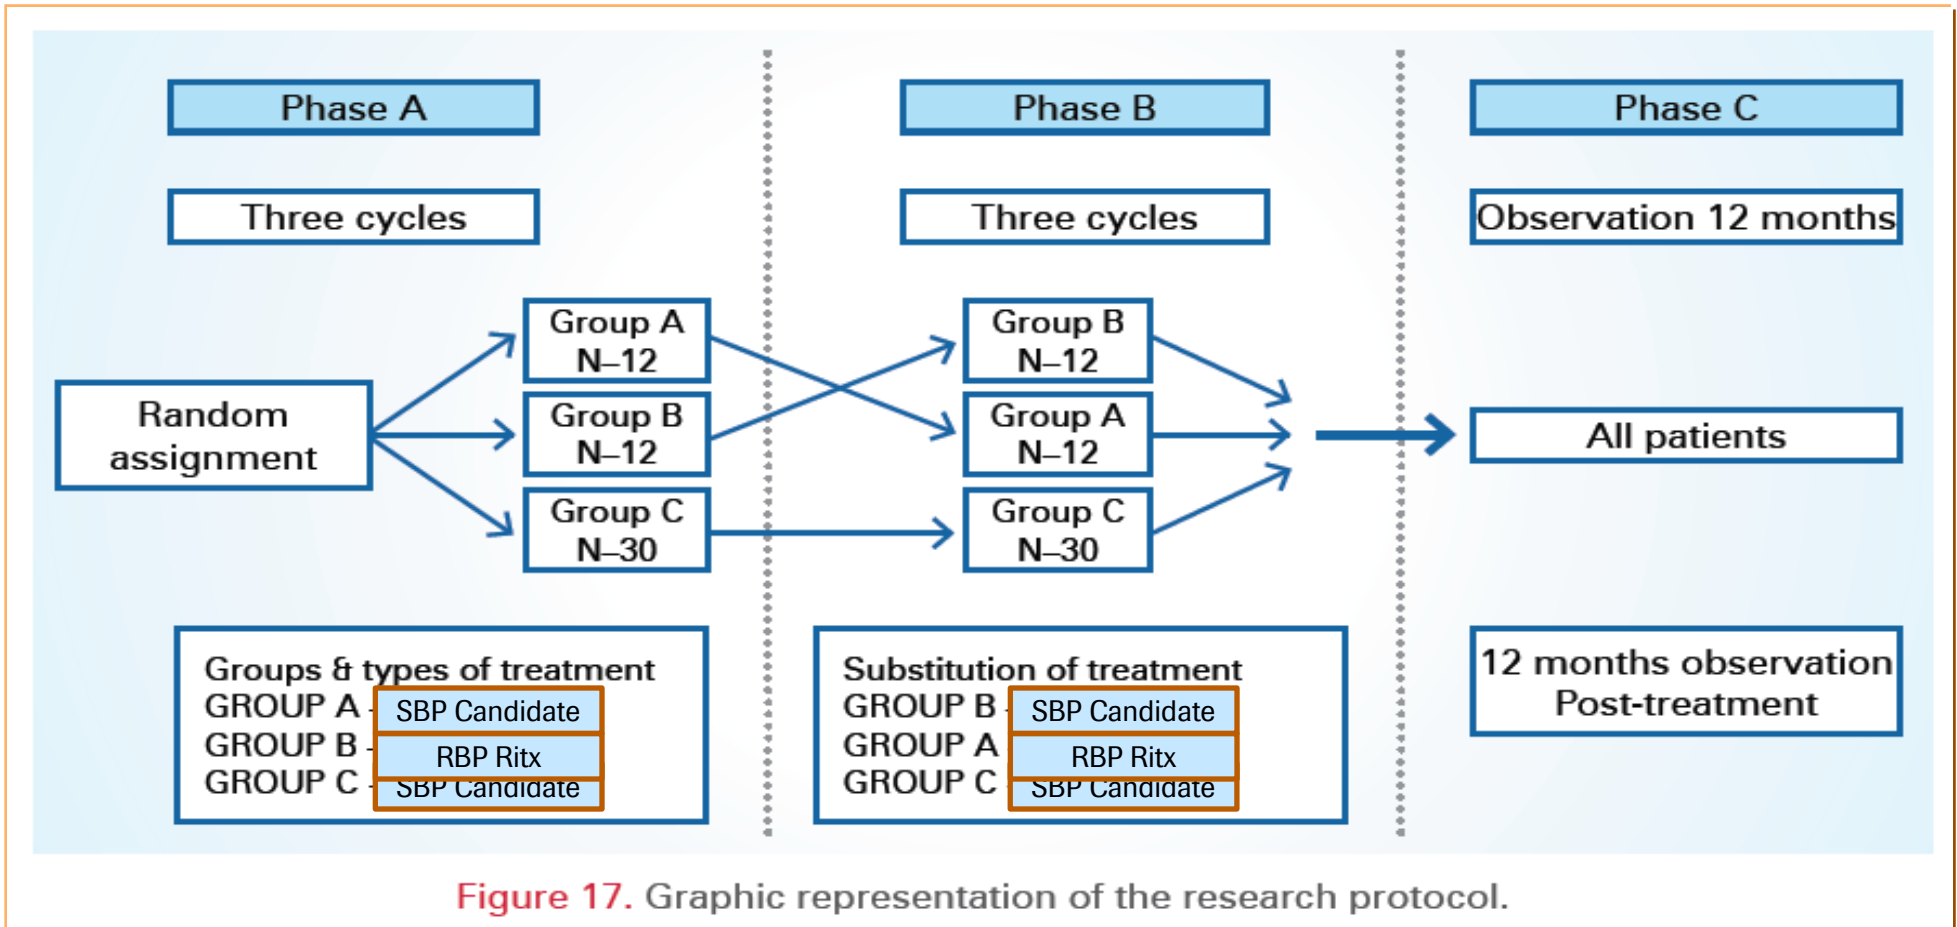 Phase A
Phase B
Phase C
Three cycles
Three cycles
Observation 12 months
Random
assignment
Group A
N–12
Group B
N–12
Group C
N–30
Group B
N–12
Group A
N–12
Group C
N–30
All patients
Groups & types of treatment
GROUP A - SBP Candidate
GROUP B - RBP Ritx
GROUP C - SBP Candidate
Substitution of treatment
GROUP B - SBP Candidate
GROUP A RBP Ritx
GROUP C - SBP Candidate
12 months observation
Post-treatment
Figure 17. Graphic representation of the research protocol.